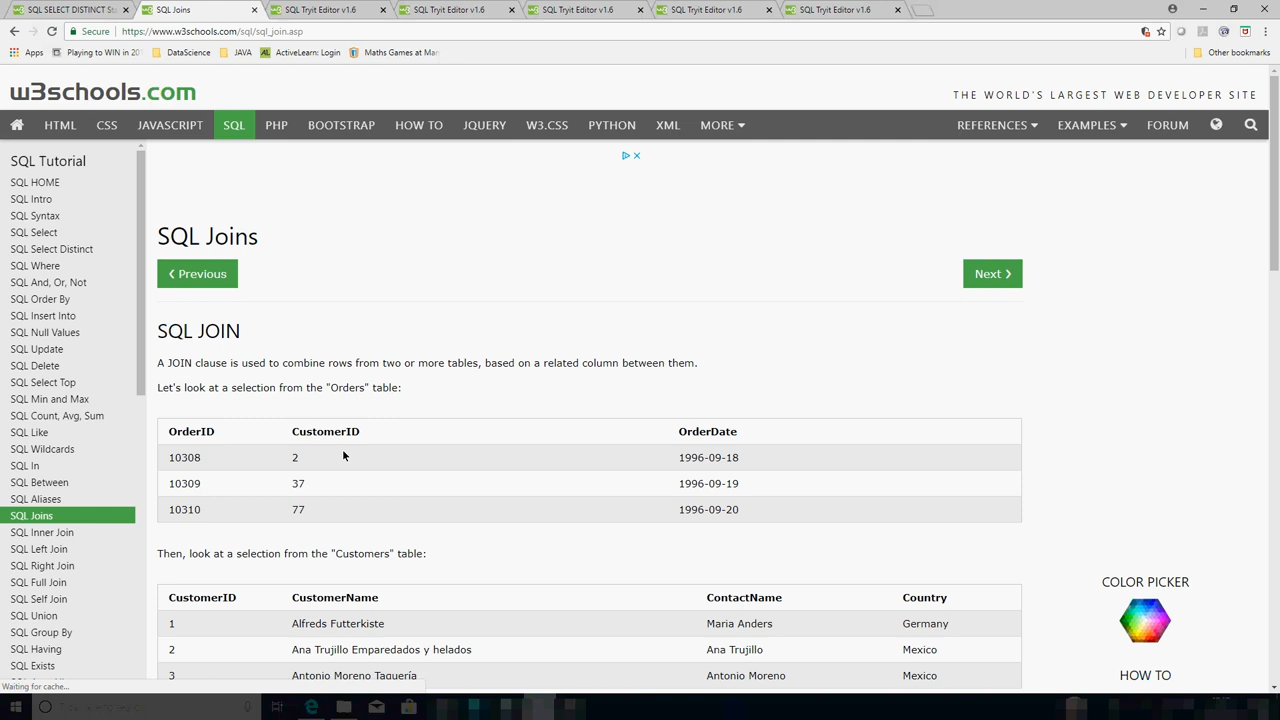 SQL SELECT DISTINCT St
SQL Joins
SQL Tryit Editor v1.6
SQL Tryit Editor v1.6
SQL Tryit Editor v1.6
SQL Tryit Editor v1.6
SQL Tryit Editor v1.6
Secure
https://www.w3schools.com/sql/sql_join.asp
Apps
Playing to WIN in 20
DataScience
JAVA
ActiveLearn: Login
Maths Games at Mar
Other bookmarks
w3schools.com
THE WORLD'S LARGEST WEB DEVELOPER SITE
HTML CSS JAVASCRIPT SQL PHP BOOTSTRAP HOW TO JQUERY W3.CSS PYTHON XML MORE REFERENCES EXAMPLES FORUM
SQL Tutorial
SQL HOME
SQL Intro
SQL Syntax
SQL Select
SQL Select Distinct
SQL Where
SQL And, Or, Not
SQL Order By
SQL Insert Into
SQL Null Values
SQL Update
SQL Delete
SQL Select Top
SQL Min and Max
SQL Count, Avg, Sum
SQL Like
SQL Wildcards
SQL In
SQL Between
SQL Aliases
SQL Joins
SQL Inner Join
SQL Left Join
SQL Right Join
SQL Full Join
SQL Self Join
SQL Union
SQL Group By
SQL Having
SQL Exists
Waiting for cache...
SQL Joins
❮ Previous
Next ❯
SQL JOIN
A JOIN clause is used to combine rows from two or more tables, based on a related column between them.
Let's look at a selection from the "Orders" table:
OrderID CustomerID OrderDate
10308 2 1996-09-18
10309 37 1996-09-19
10310 77 1996-09-20
Then, look at a selection from the "Customers" table:
CustomerID CustomerName ContactName Country
1 Alfreds Futterkiste Maria Anders Germany
2 Ana Trujillo Emparedados y helados Ana Trujillo Mexico
3 Antonio Moreno Taquería Antonio Moreno Mexico
COLOR PICKER
HOW TO